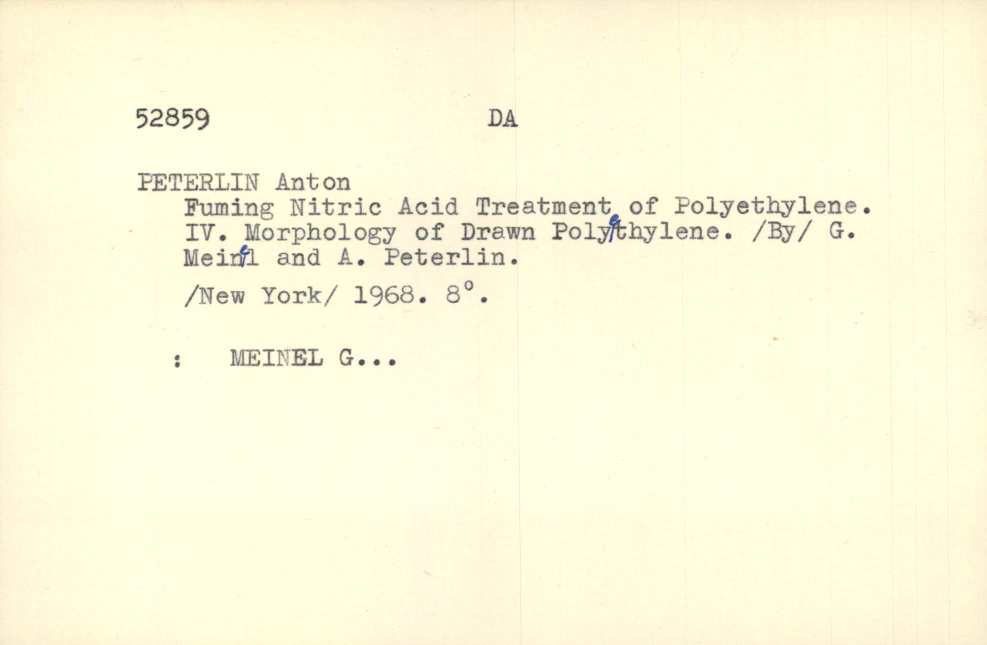 52859 DA
PETERLIN Anton
Fuming Nitric Acid Treatment of Polyethylene.
IV. Morphology of Drawn Polyethylene. /By/ G.
Meinel and A. Peterlin.
/New York/ 1968. 8°.
: MEINEL G...